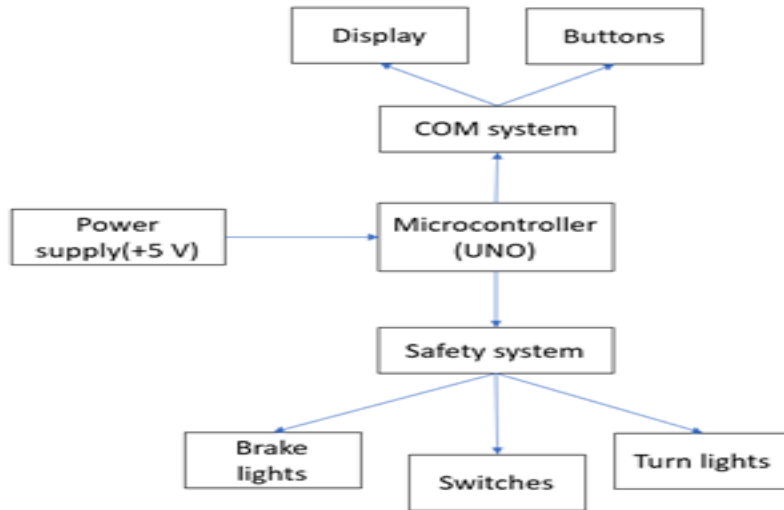 Display
Buttons
COM system
Power
supply(+5 V)
Microcontroller
(UNO)
Safety system
Brake
lights
Switches
Turn lights